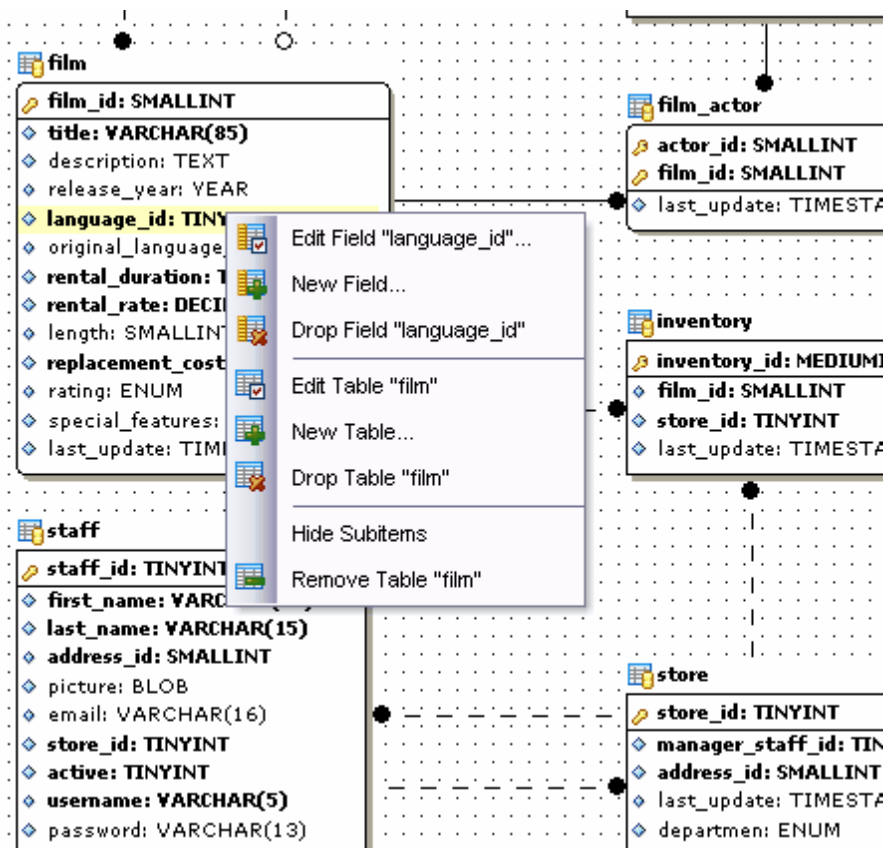 film
film_id: SMALLINT
title: VARCHAR(85)
description: TEXT
release_year: YEAR
language_id: TINY
original_language_
rental_duration: T
rental_rate: DECI
length: SMALLINT
replacement_cost
rating: ENUM
special_features:
last_update: TIM
Edit Field "language_id"...
New Field...
Drop Field "language_id"
Edit Table "film"
New Table...
Drop Table "film"
Hide Subitems
Remove Table "film"
film_actor
actor_id: SMALLINT
film_id: SMALLINT
last_update: TIMESTA
inventory
inventory_id: MEDIUMI
film_id: SMALLINT
store_id: TINYINT
last_update: TIMESTA
staff
staff_id: TINYINT
first_name: VARC
last_name: VARCHAR(15)
address_id: SMALLINT
picture: BLOB
email: VARCHAR(16)
store_id: TINYINT
active: TINYINT
username: VARCHAR(5)
password: VARCHAR(13)
store
store_id: TINYINT
manager_staff_id: TIN
address_id: SMALLINT
last_update: TIMESTA
departmen: ENUM